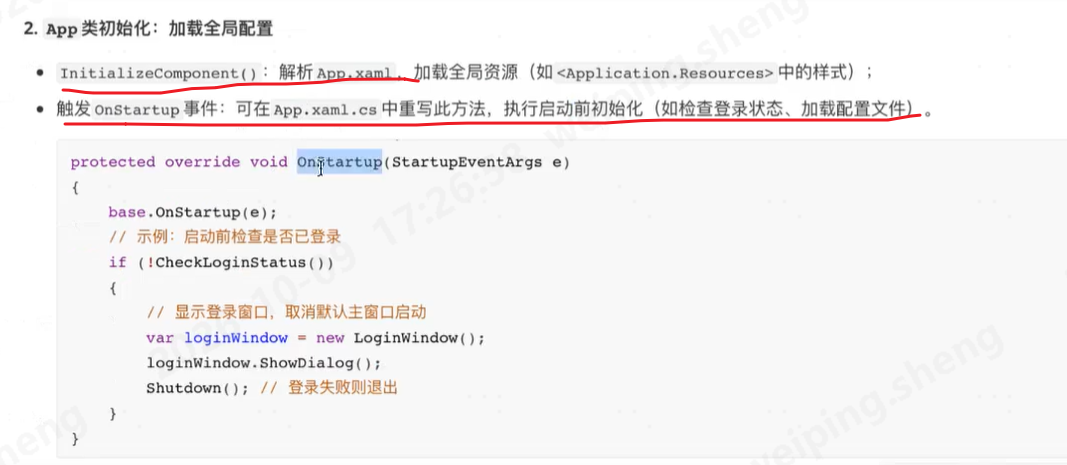 2. App 类初始化：加载全局配置
• InitializeComponent()：解析 App.xaml，加载全局资源（如 <Application.Resources> 中的样式）；
• 触发 OnStartup 事件：可在 App.xaml.cs 中重写此方法，执行启动前初始化（如检查登录状态、加载配置文件）。
protected override void OnStartup(StartupEventArgs e)
{
    base.OnStartup(e);
    // 示例：启动前检查是否已登录
    if (!CheckLoginStatus())
    {
        // 显示登录窗口，取消默认主窗口启动
        var loginWindow = new LoginWindow();
        loginWindow.ShowDialog();
        Shutdown(); // 登录失败则退出
    }
}
weiping.sheng